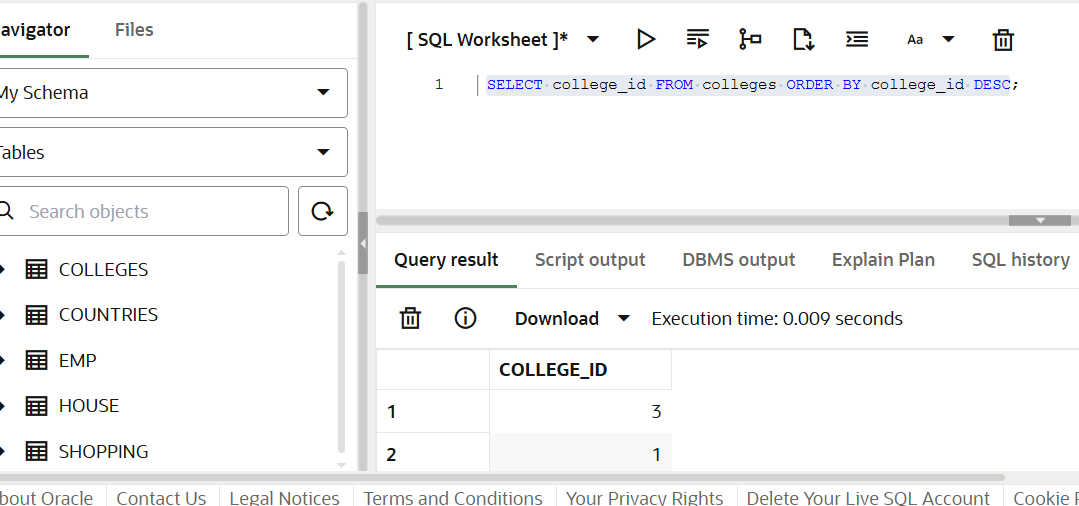 avigator Files
My Schema
Tables
Search objects
COLLEGES
COUNTRIES
EMP
HOUSE
SHOPPING
[ SQL Worksheet ]* Aa
1 SELECT college_id FROM colleges ORDER BY college_id DESC;
Query result Script output DBMS output Explain Plan SQL history
Download Execution time: 0.009 seconds
COLLEGE_ID
1 3
2 1
bout Oracle Contact Us Legal Notices Terms and Conditions Your Privacy Rights Delete Your Live SQL Account Cookie P